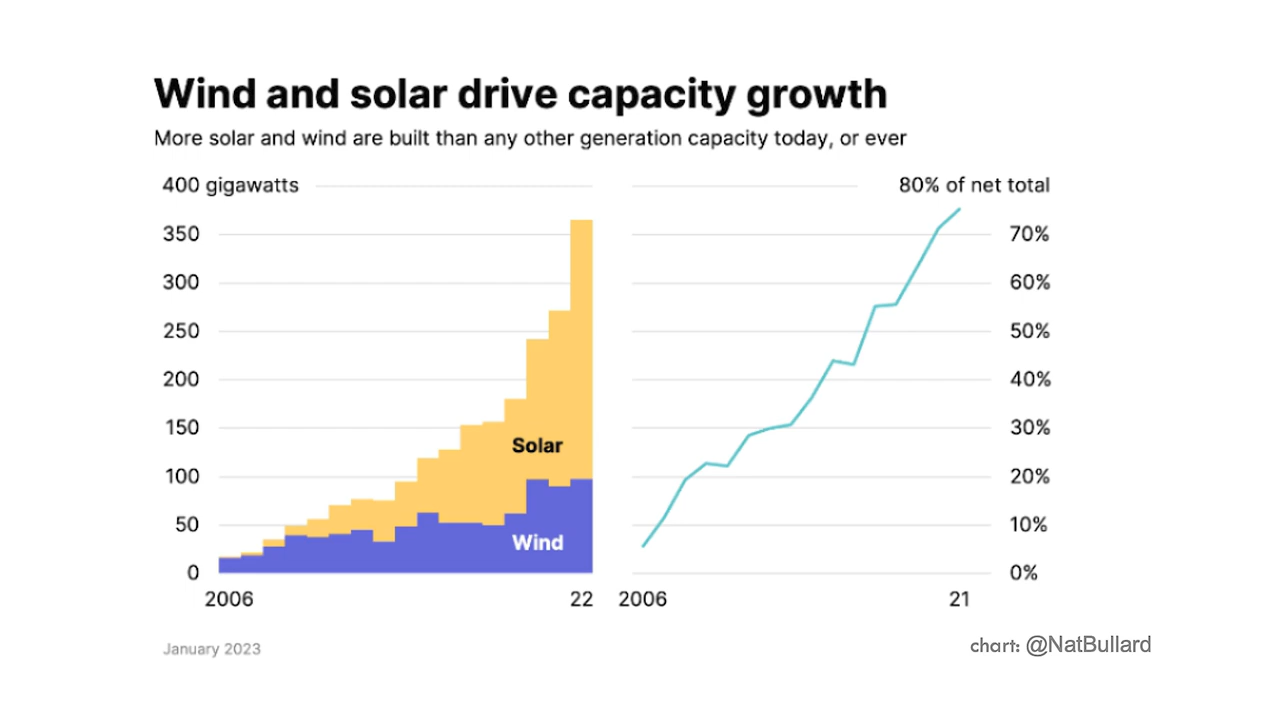 Wind and solar drive capacity growth
More solar and wind are built than any other generation capacity today, or ever
400 gigawatts
350
300
250
200
150
100
50
0
Solar
Wind
2006
22
80% of net total
70%
60%
50%
40%
30%
20%
10%
0%
2006
21
January 2023
chart: @NatBullard